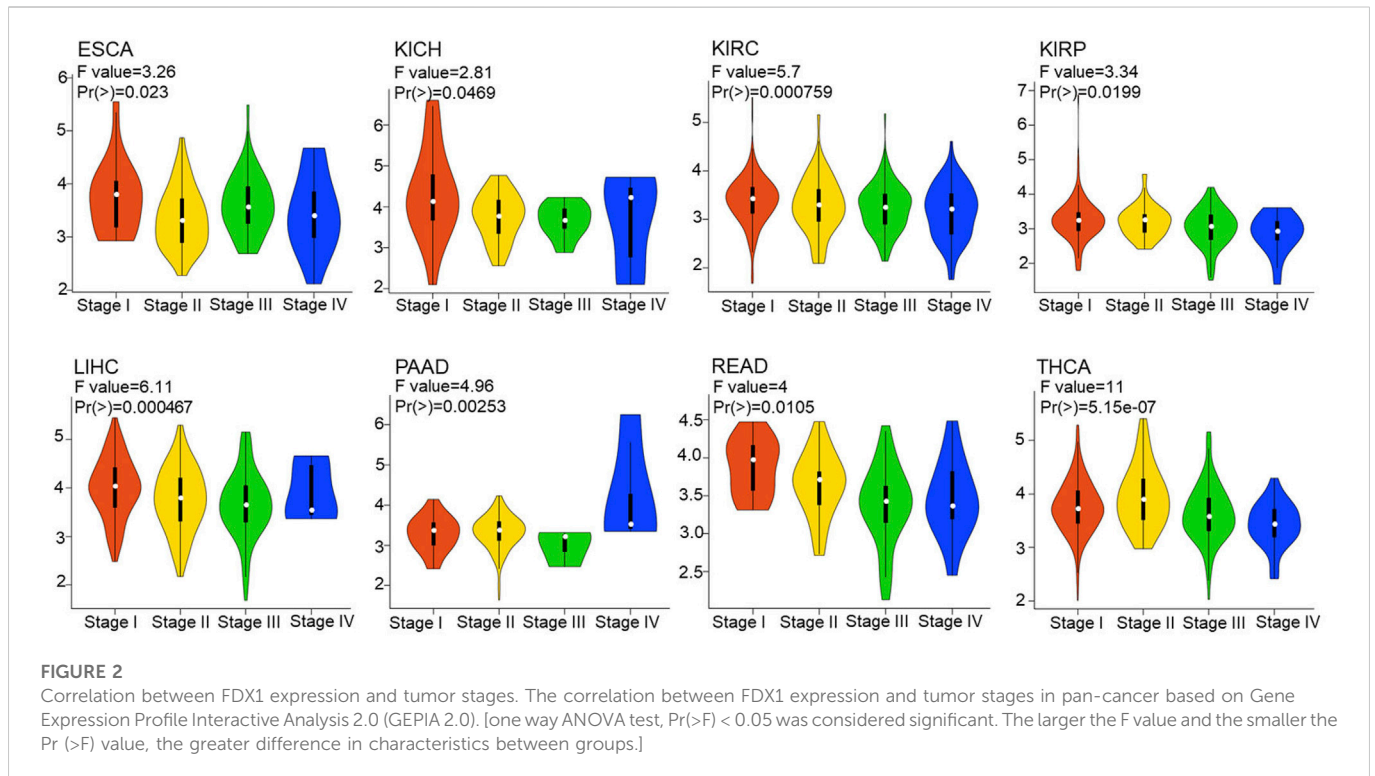 ESCA
F value=3.26
Pr(>)=0.023
6
5
4
3
2
Stage I Stage II Stage III Stage IV
KICH
F value=2.81
Pr(>)=0.0469
6
5
4
3
2
Stage I Stage II Stage III Stage IV
KIRC
F value=5.7
Pr(>)=0.000759
5
4
3
2
Stage I Stage II Stage III Stage IV
KIRP
F value=3.34
Pr(>)=0.0199
7
6
5
4
3
2
Stage I Stage II Stage III Stage IV
LIHC
F value=6.11
Pr(>)=0.000467
5
4
3
2
Stage I Stage II Stage III Stage IV
PAAD
F value=4.96
Pr(>)=0.00253
6
5
4
3
2
Stage I Stage II Stage III Stage IV
READ
F value=4
Pr(>)=0.0105
4.5
4.0
3.5
3.0
2.5
Stage I Stage II Stage III Stage IV
THCA
F value=11
Pr(>)=5.15e-07
5
4
3
2
Stage I Stage II Stage III Stage IV
FIGURE 2
Correlation between FDX1 expression and tumor stages. The correlation between FDX1 expression and tumor stages in pan-cancer based on Gene
Expression Profile Interactive Analysis 2.0 (GEPIA 2.0). [one way ANOVA test, Pr(>F) < 0.05 was considered significant. The larger the F value and the smaller the
Pr (>F) value, the greater difference in characteristics between groups.]